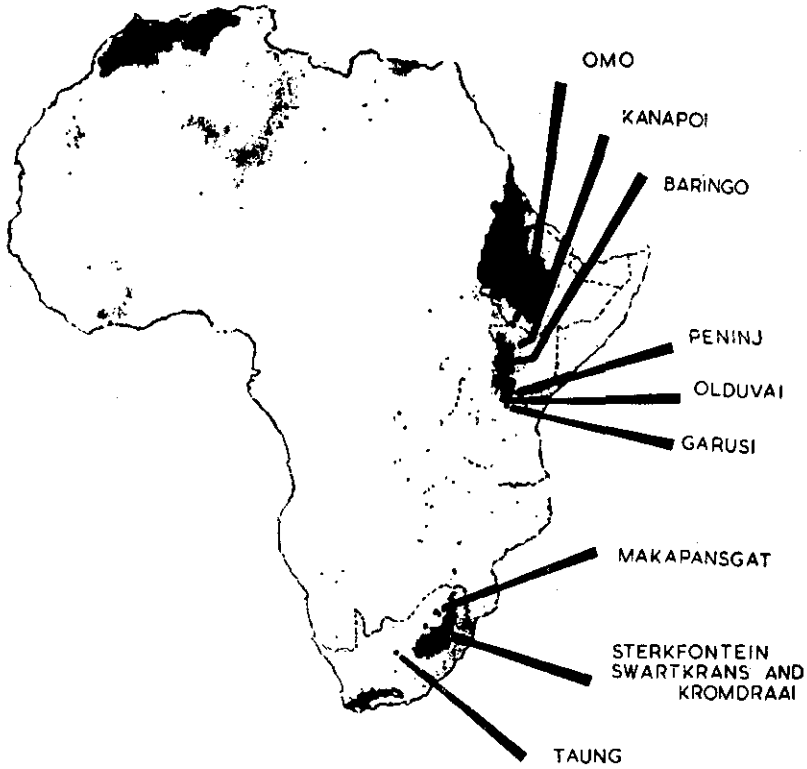 OMO
KANAPOI
BARINGO
PENINJ
OLDUVAI
GARUSI
MAKAPANSGAT
STERKFONTEIN
SWARTKRANS AND
KROMDRAAI
TAUNG